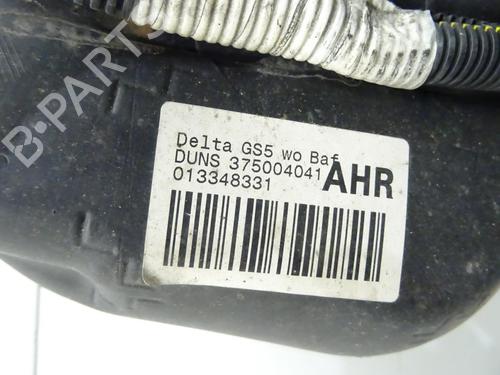 Delta GS5 wo Baf
DUNS 375004041
013348331
AHR
B-PARTS